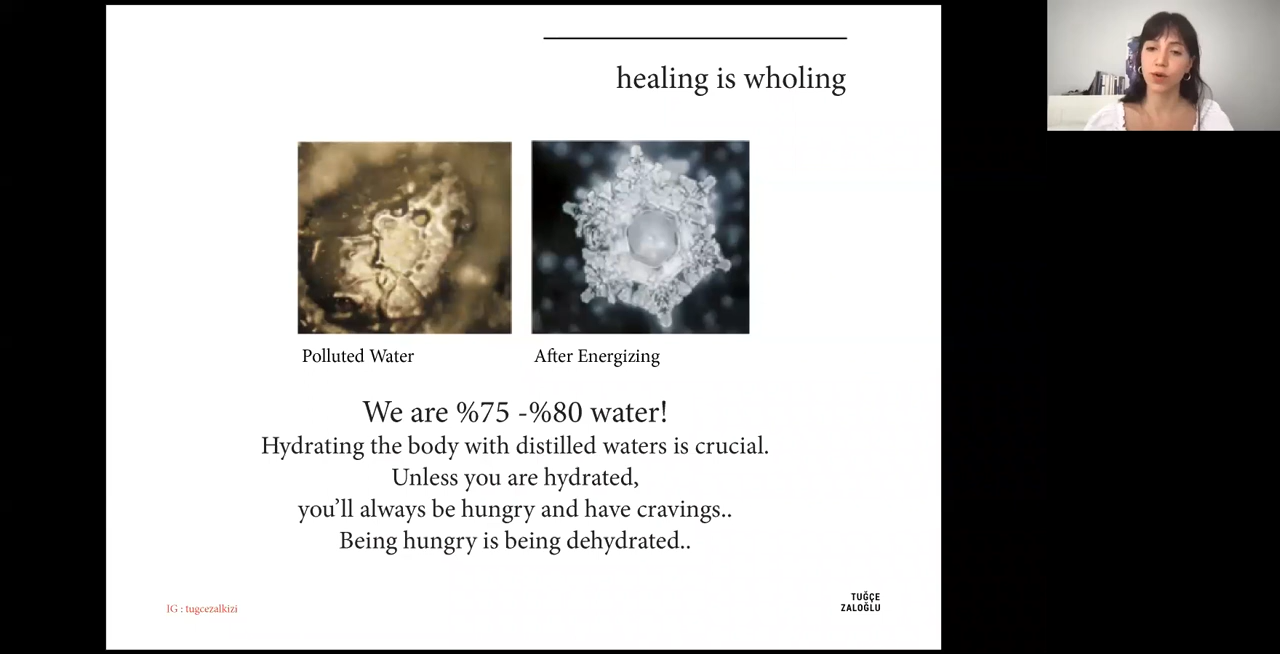 healing is wholing
Polluted Water
After Energizing
We are %75 -%80 water!
Hydrating the body with distilled waters is crucial.
Unless you are hydrated,
you’ll always be hungry and have cravings..
Being hungry is being dehydrated..
IG : tugcezalkizi
TUĞÇE
ZALOĞLU